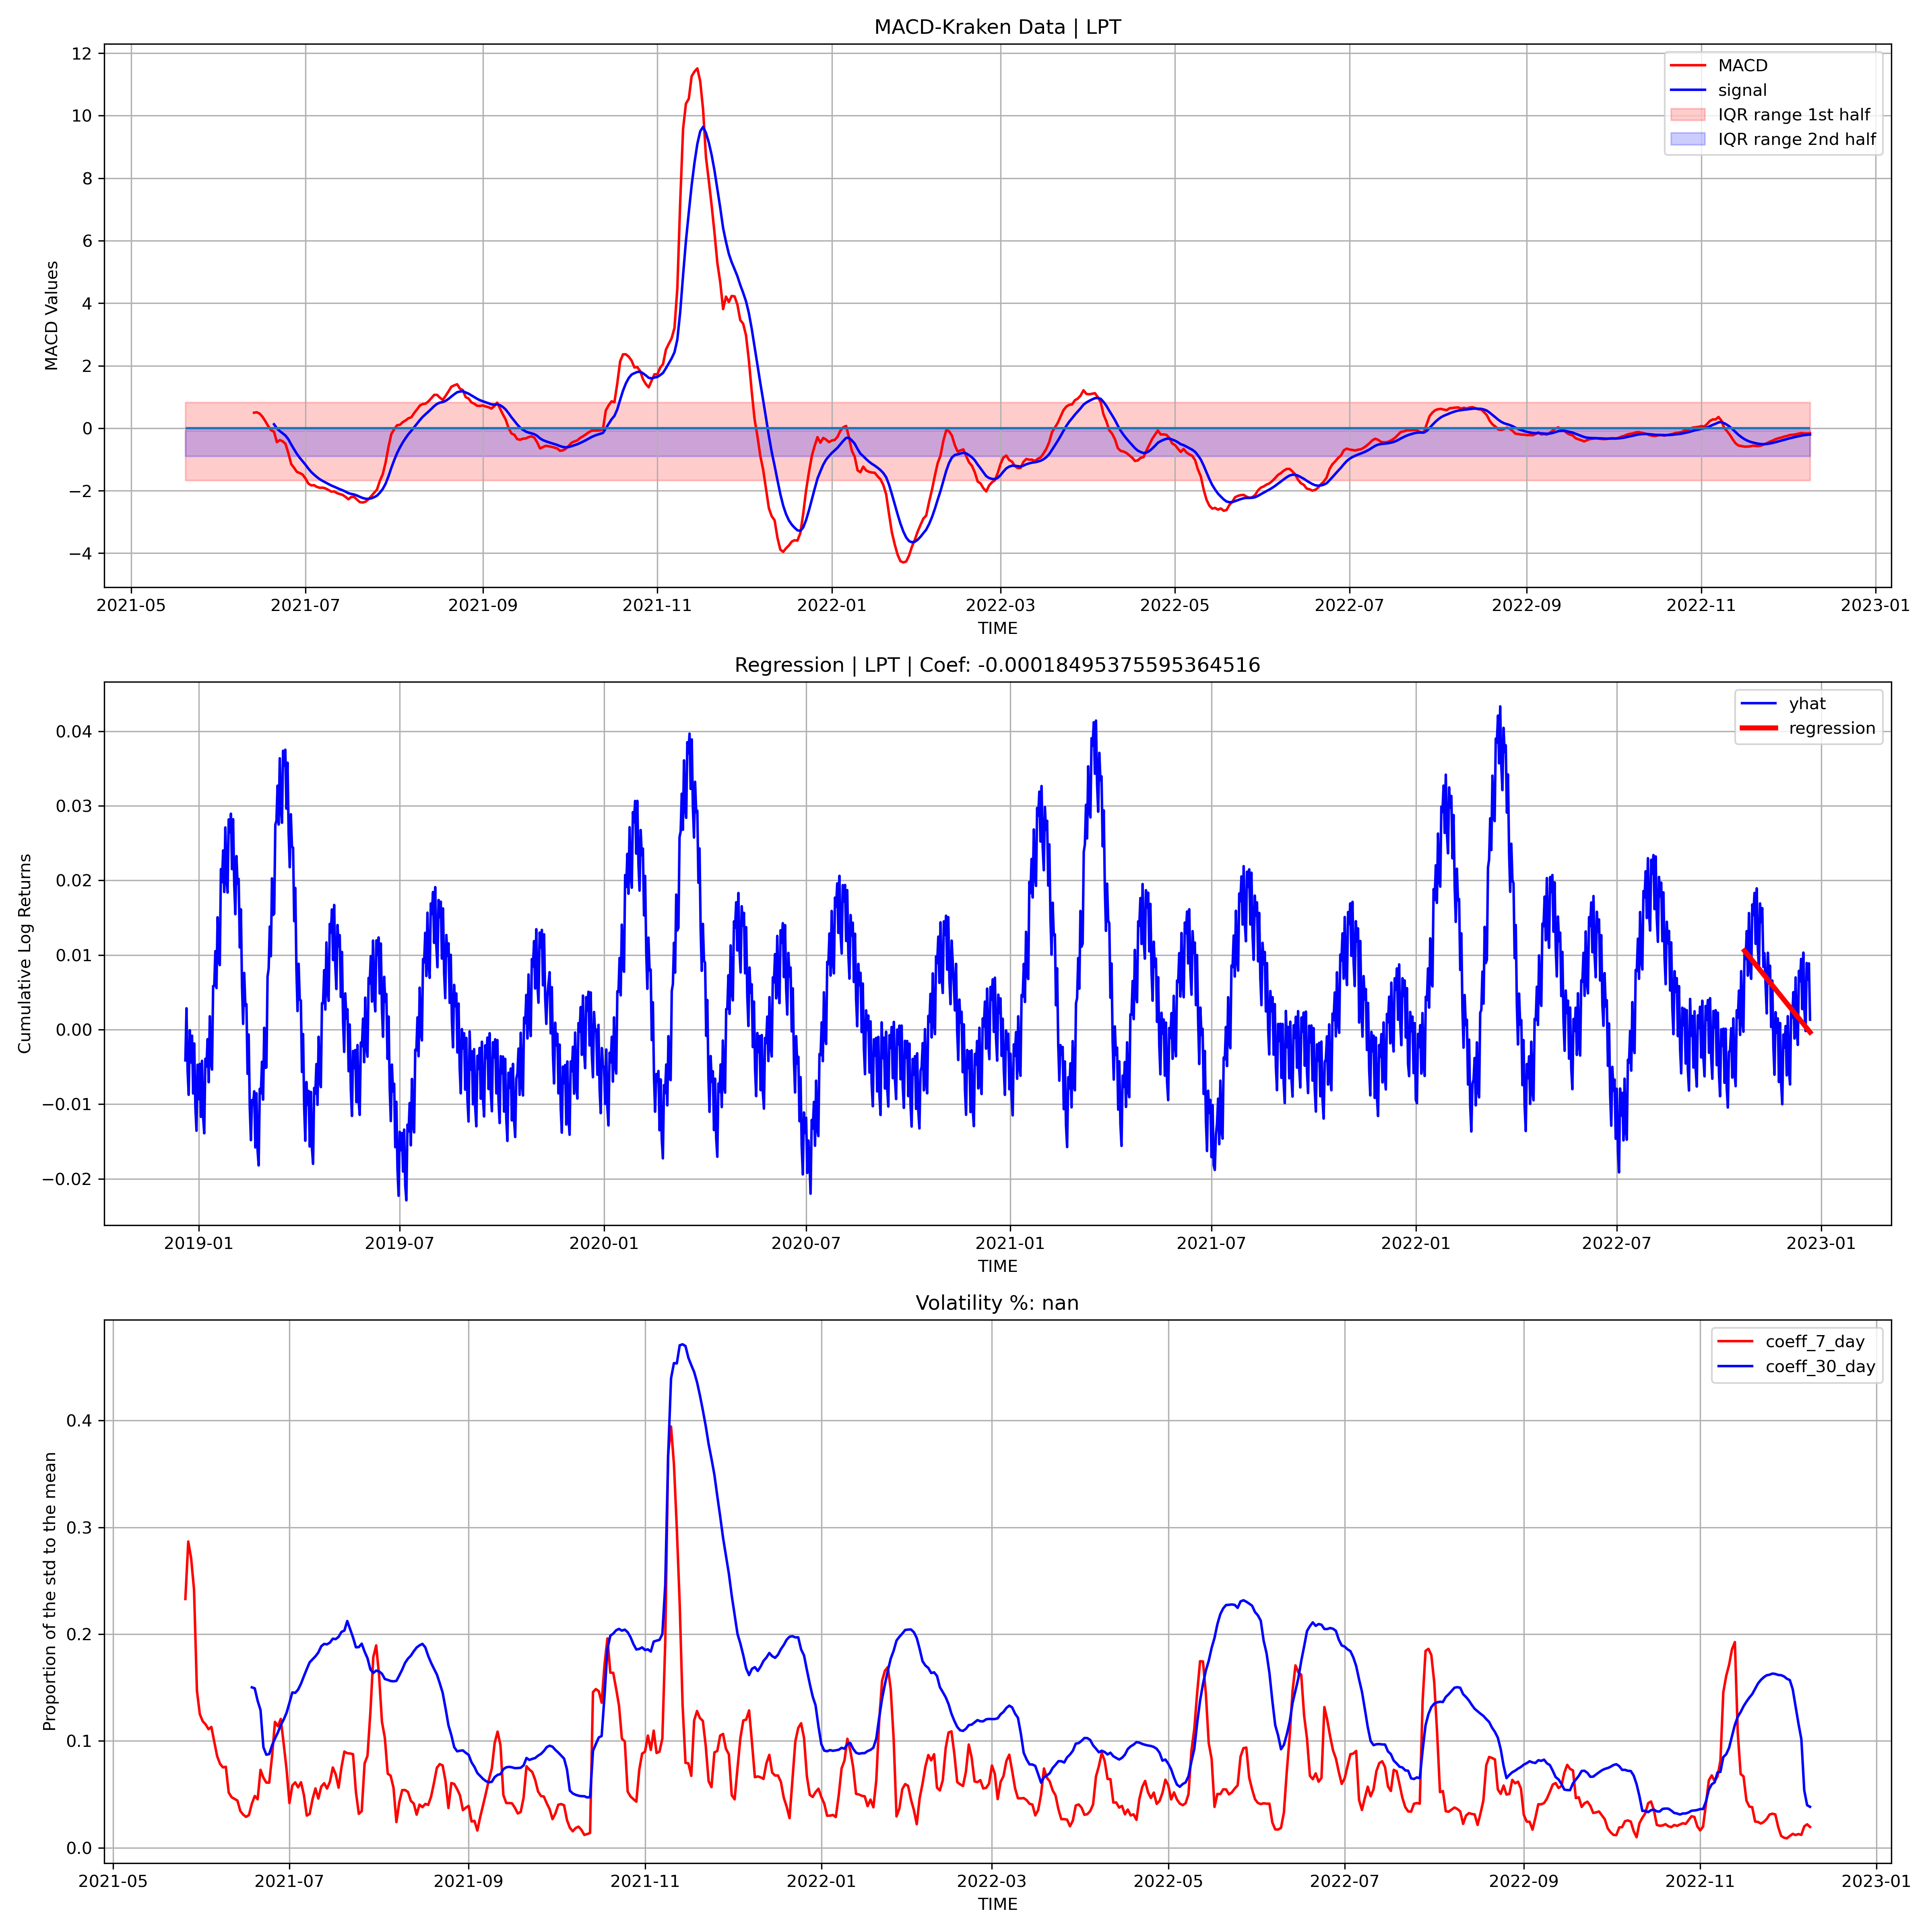 MACD-Kraken Data | LPT
12
10
8
6
4
2
0
−2
−4
MACD Values
MACD
signal
IQR range 1st half
IQR range 2nd half
2021-05 2021-07 2021-09 2021-11 2022-01 2022-03 2022-05 2022-07 2022-09 2022-11 2023-01
TIME
Regression | LPT | Coef: -0.00018495375595364516
0.04
0.03
0.02
0.01
0.00
−0.01
−0.02
Cumulative Log Returns
yhat
regression
2019-01 2019-07 2020-01 2020-07 2021-01 2021-07 2022-01 2022-07 2023-01
TIME
Volatility %: nan
0.4
0.3
0.2
0.1
0.0
Proportion of the std to the mean
coeff_7_day
coeff_30_day
2021-05 2021-07 2021-09 2021-11 2022-01 2022-03 2022-05 2022-07 2022-09 2022-11 2023-01
TIME